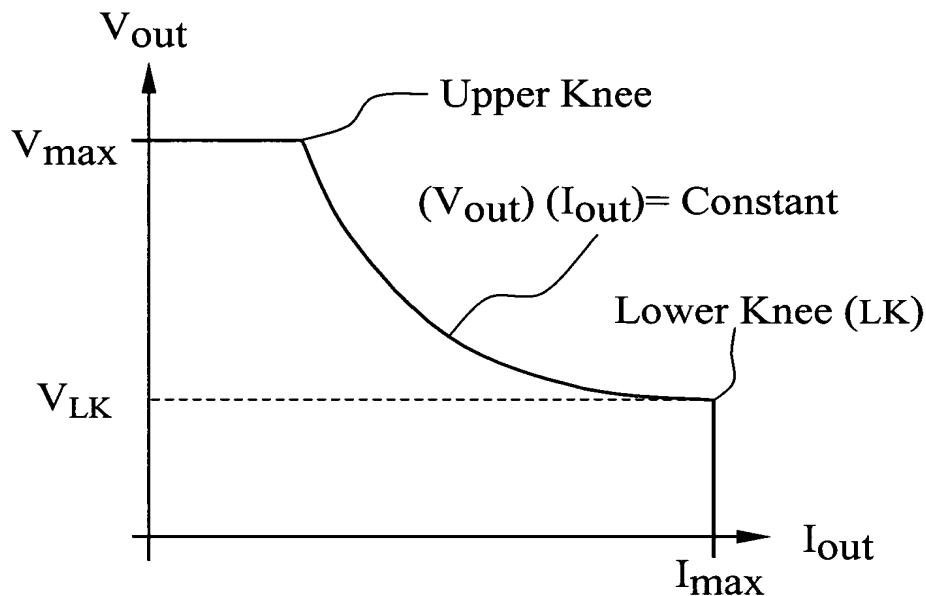 Vout
Upper Knee
Vmax
(Vout) (Iout)= Constant
Lower Knee (LK)
VLK
Iout
Imax